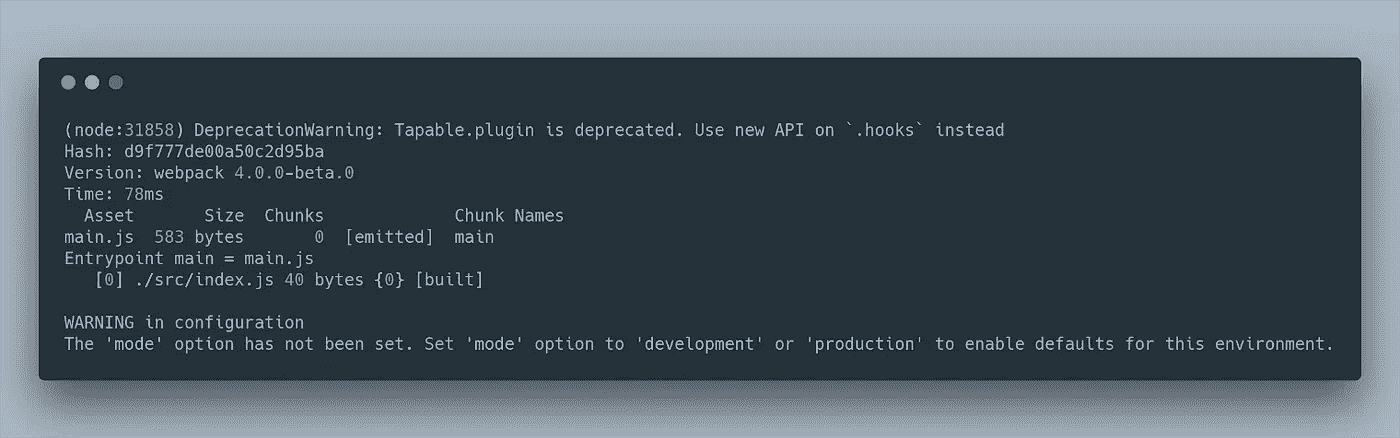 (node:31858) DeprecationWarning: Tapable.plugin is deprecated. Use new API on `.hooks` instead
Hash: d9f777de00a50c2d95ba
Version: webpack 4.0.0-beta.0
Time: 78ms
  Asset       Size  Chunks             Chunk Names
main.js  583 bytes       0  [emitted]  main
Entrypoint main = main.js
   [0] ./src/index.js 40 bytes {0} [built]

WARNING in configuration
The 'mode' option has not been set. Set 'mode' option to 'development' or 'production' to enable defaults for this environment.